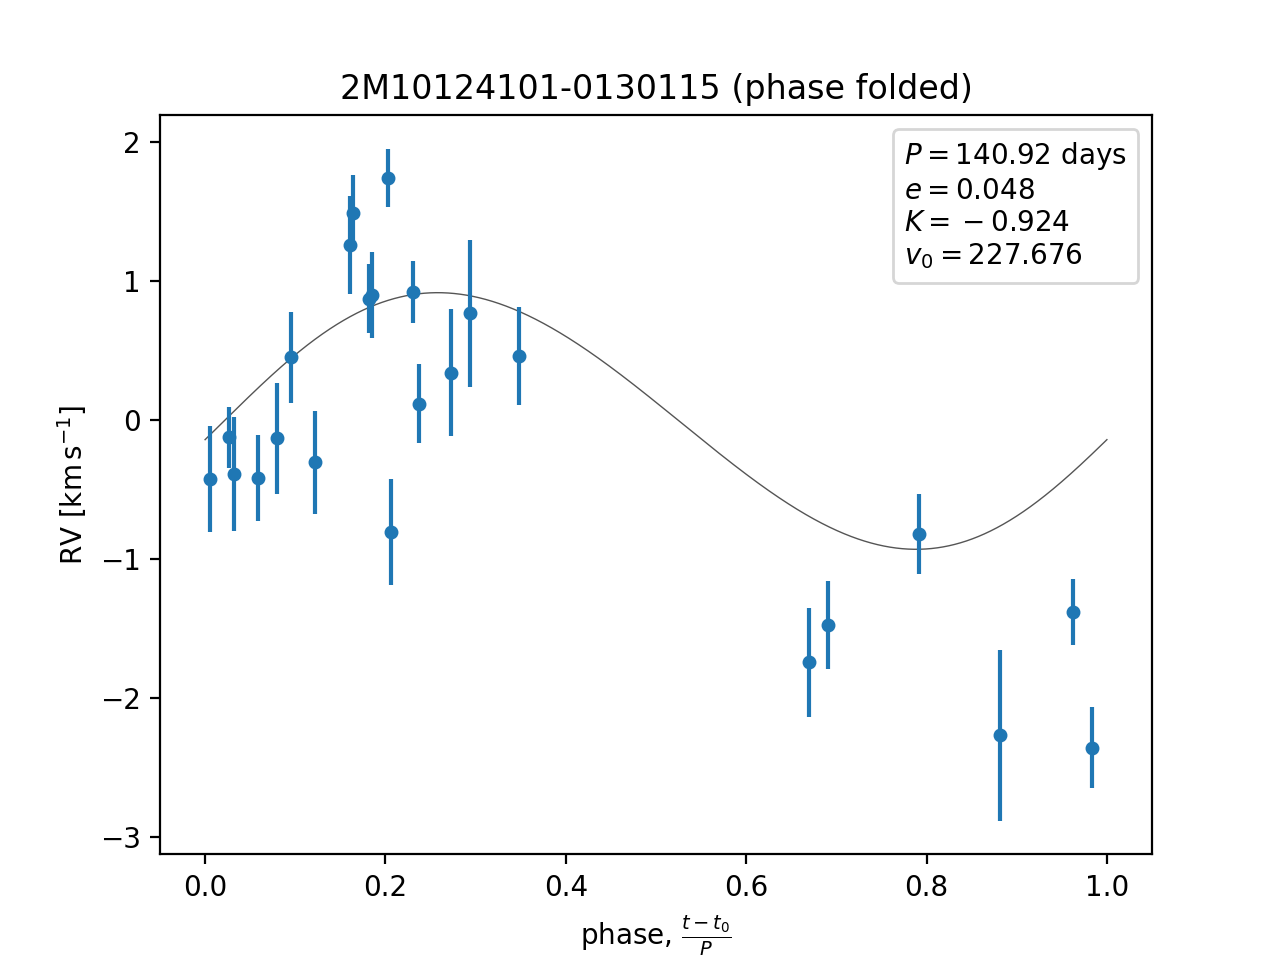 2M10124101-0130115 (phase folded)
P = 140.92 days
e = 0.048
K = −0.924
v₀ = 227.676
2
1
0
−1
−2
−3
RV [km s⁻¹]
0.0 0.2 0.4 0.6 0.8 1.0
phase, (t − t₀)/P